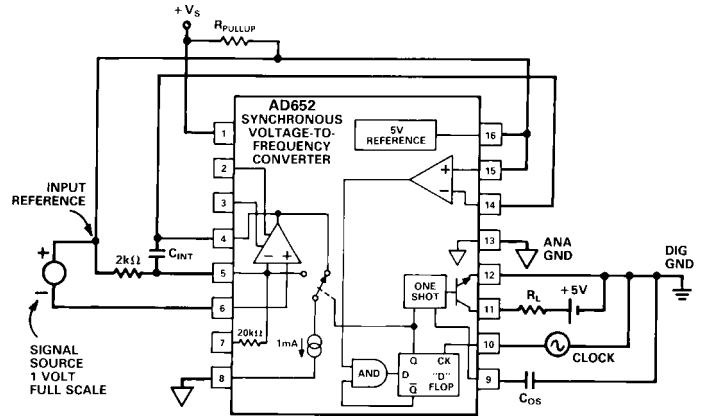 +VS
RPULLUP
AD652
SYNCHRONOUS
VOLTAGE-TO-
FREQUENCY
CONVERTER
5V
REFERENCE
1
2
3
4
5
6
7
8
16
15
14
13
12
11
10
9
INPUT
REFERENCE
+
−
2kΩ
CINT
SIGNAL
SOURCE
1 VOLT
FULL SCALE
− +
+
−
20kΩ
1mA
ONE
SHOT
AND
Q CK
D "D"
FLOP
Q̅
ANA
GND
DIG
GND
RL
+5V
CLOCK
COS